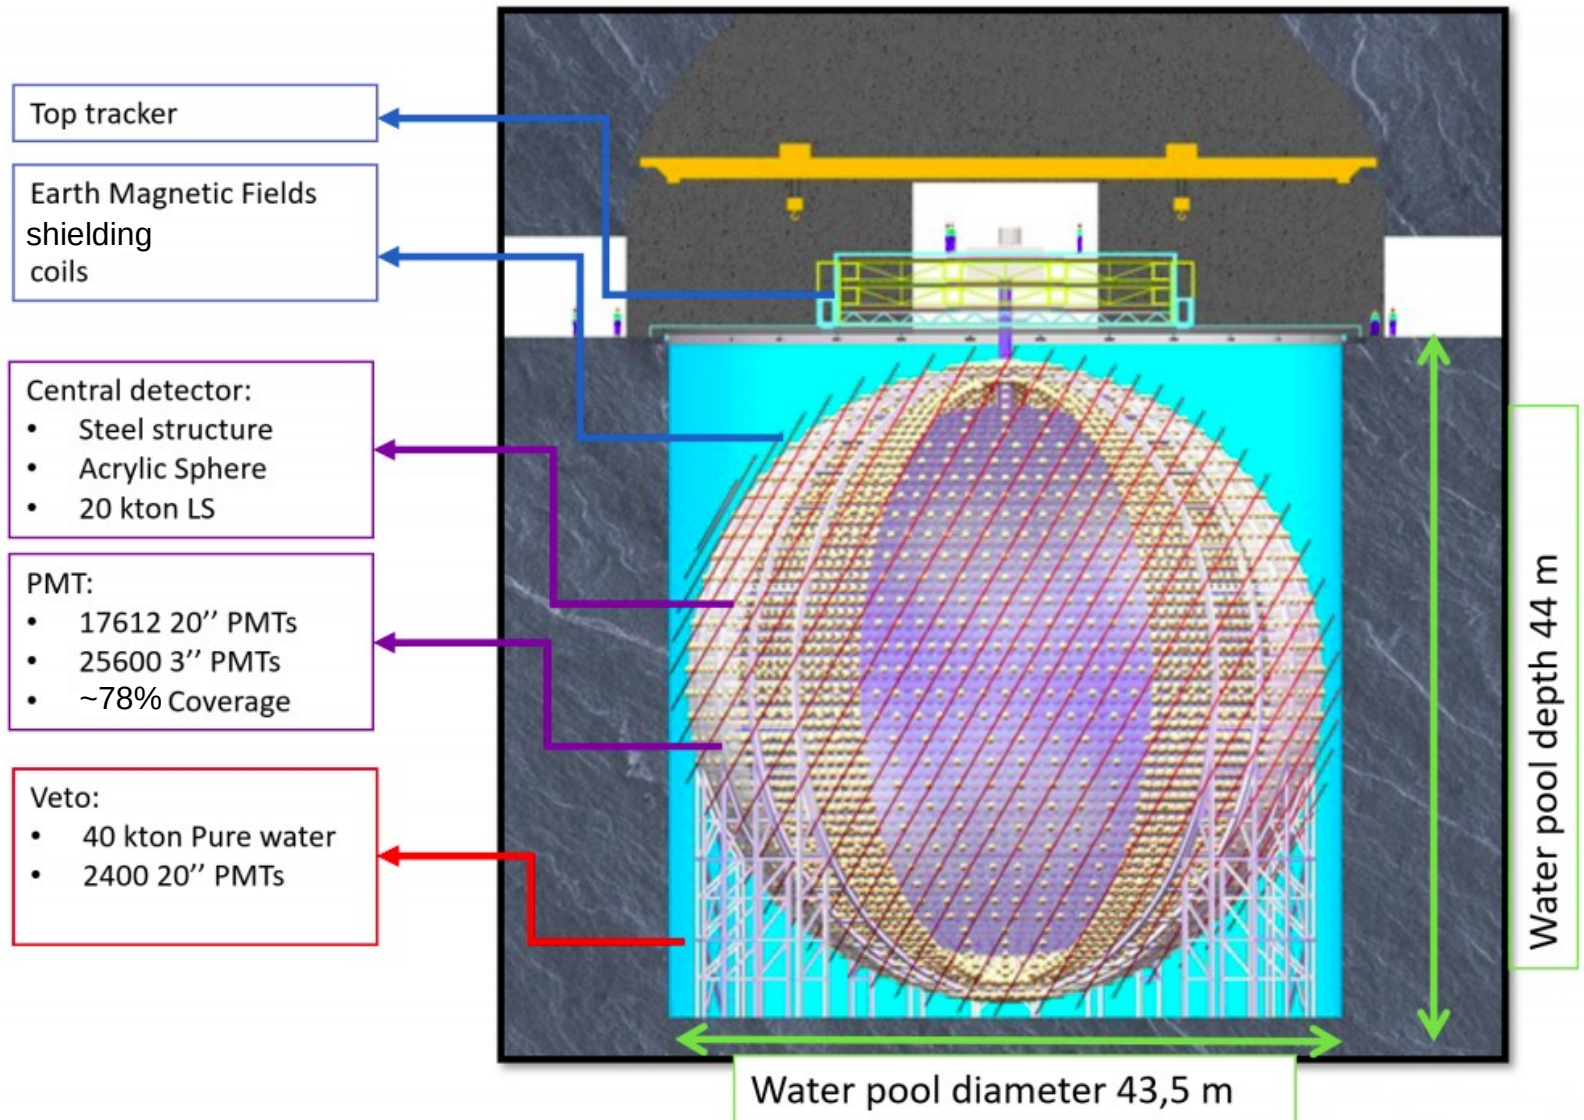 Top tracker
Earth Magnetic Fields
shielding
coils
Central detector:
• Steel structure
• Acrylic Sphere
• 20 kton LS
PMT:
• 17612 20’’ PMTs
• 25600 3’’ PMTs
• ~78% Coverage
Veto:
• 40 kton Pure water
• 2400 20’’ PMTs
Water pool depth 44 m
Water pool diameter 43,5 m